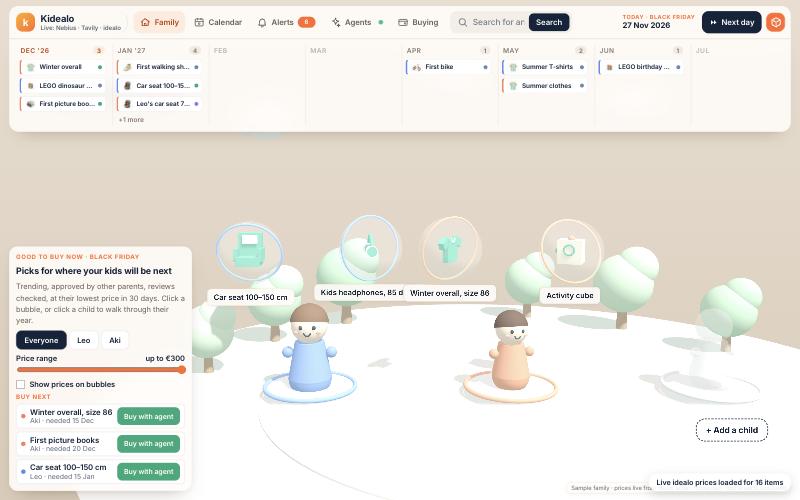 Kidealo
Live: Nebius · Tavily · idealo
Family
Calendar
Alerts 6
Agents
Buying
Search for an
Search
TODAY · BLACK FRIDAY
27 Nov 2026
Next day
DEC '26 3
JAN '27 4
FEB
MAR
APR 1
MAY 2
JUN 1
JUL
Winter overall
First walking sh...
First bike
Summer T-shirts
LEGO birthday ...
LEGO dinosaur ...
Car seat 100–15...
Summer clothes
First picture boo...
Leo's car seat 7...
+1 more
GOOD TO BUY NOW · BLACK FRIDAY
Picks for where your kids will be next
Trending, approved by other parents, reviews
checked, at their lowest price in 30 days. Click a
bubble, or click a child to walk through their
year.
Everyone
Leo
Aki
Price range up to €300
Show prices on bubbles
BUY NEXT
Winter overall, size 86
Aki · needed 15 Dec
Buy with agent
First picture books
Aki · needed 20 Dec
Buy with agent
Car seat 100–150 cm
Leo · needed 15 Jan
Buy with agent
Car seat 100–150 cm
Kids headphones, 85 d
Winter overall, size 86
Activity cube
+ Add a child
Sample family · prices live fro
Live idealo prices loaded for 16 items